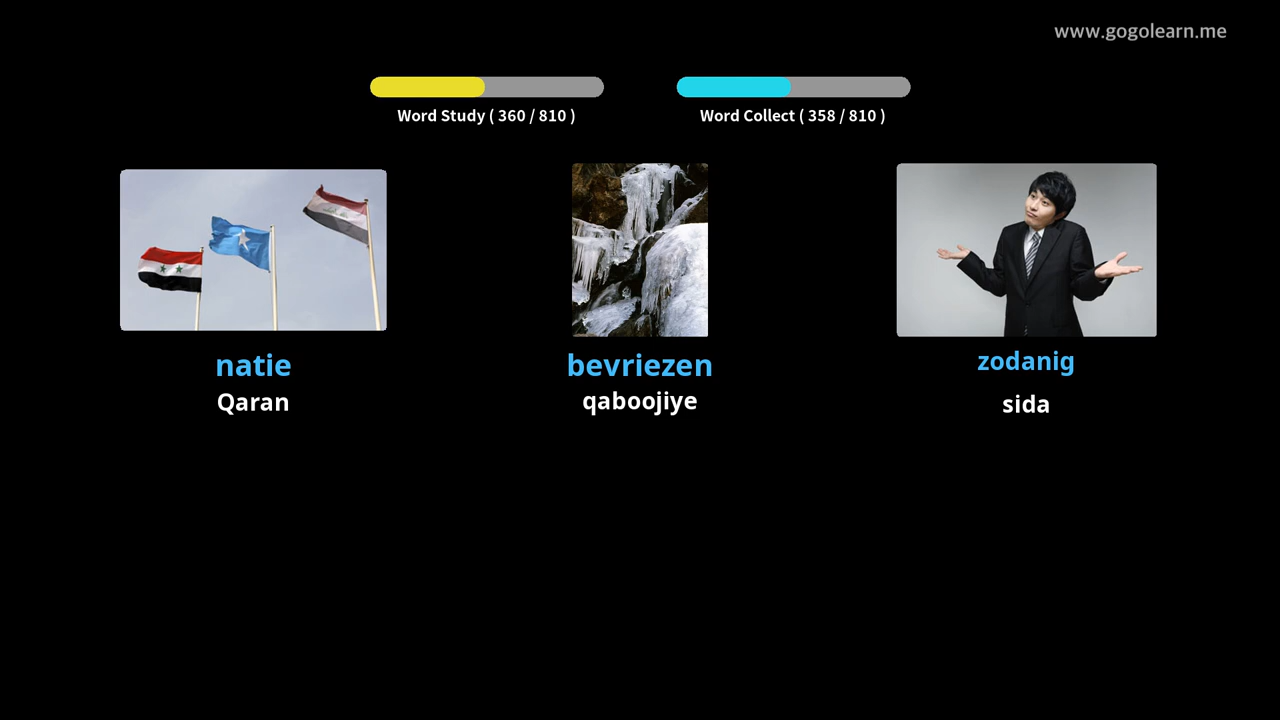 www.gogolearn.me
Word Study ( 360 / 810 )
Word Collect ( 358 / 810 )
natie
Qaran
bevriezen
qaboojiye
zodanig
sida